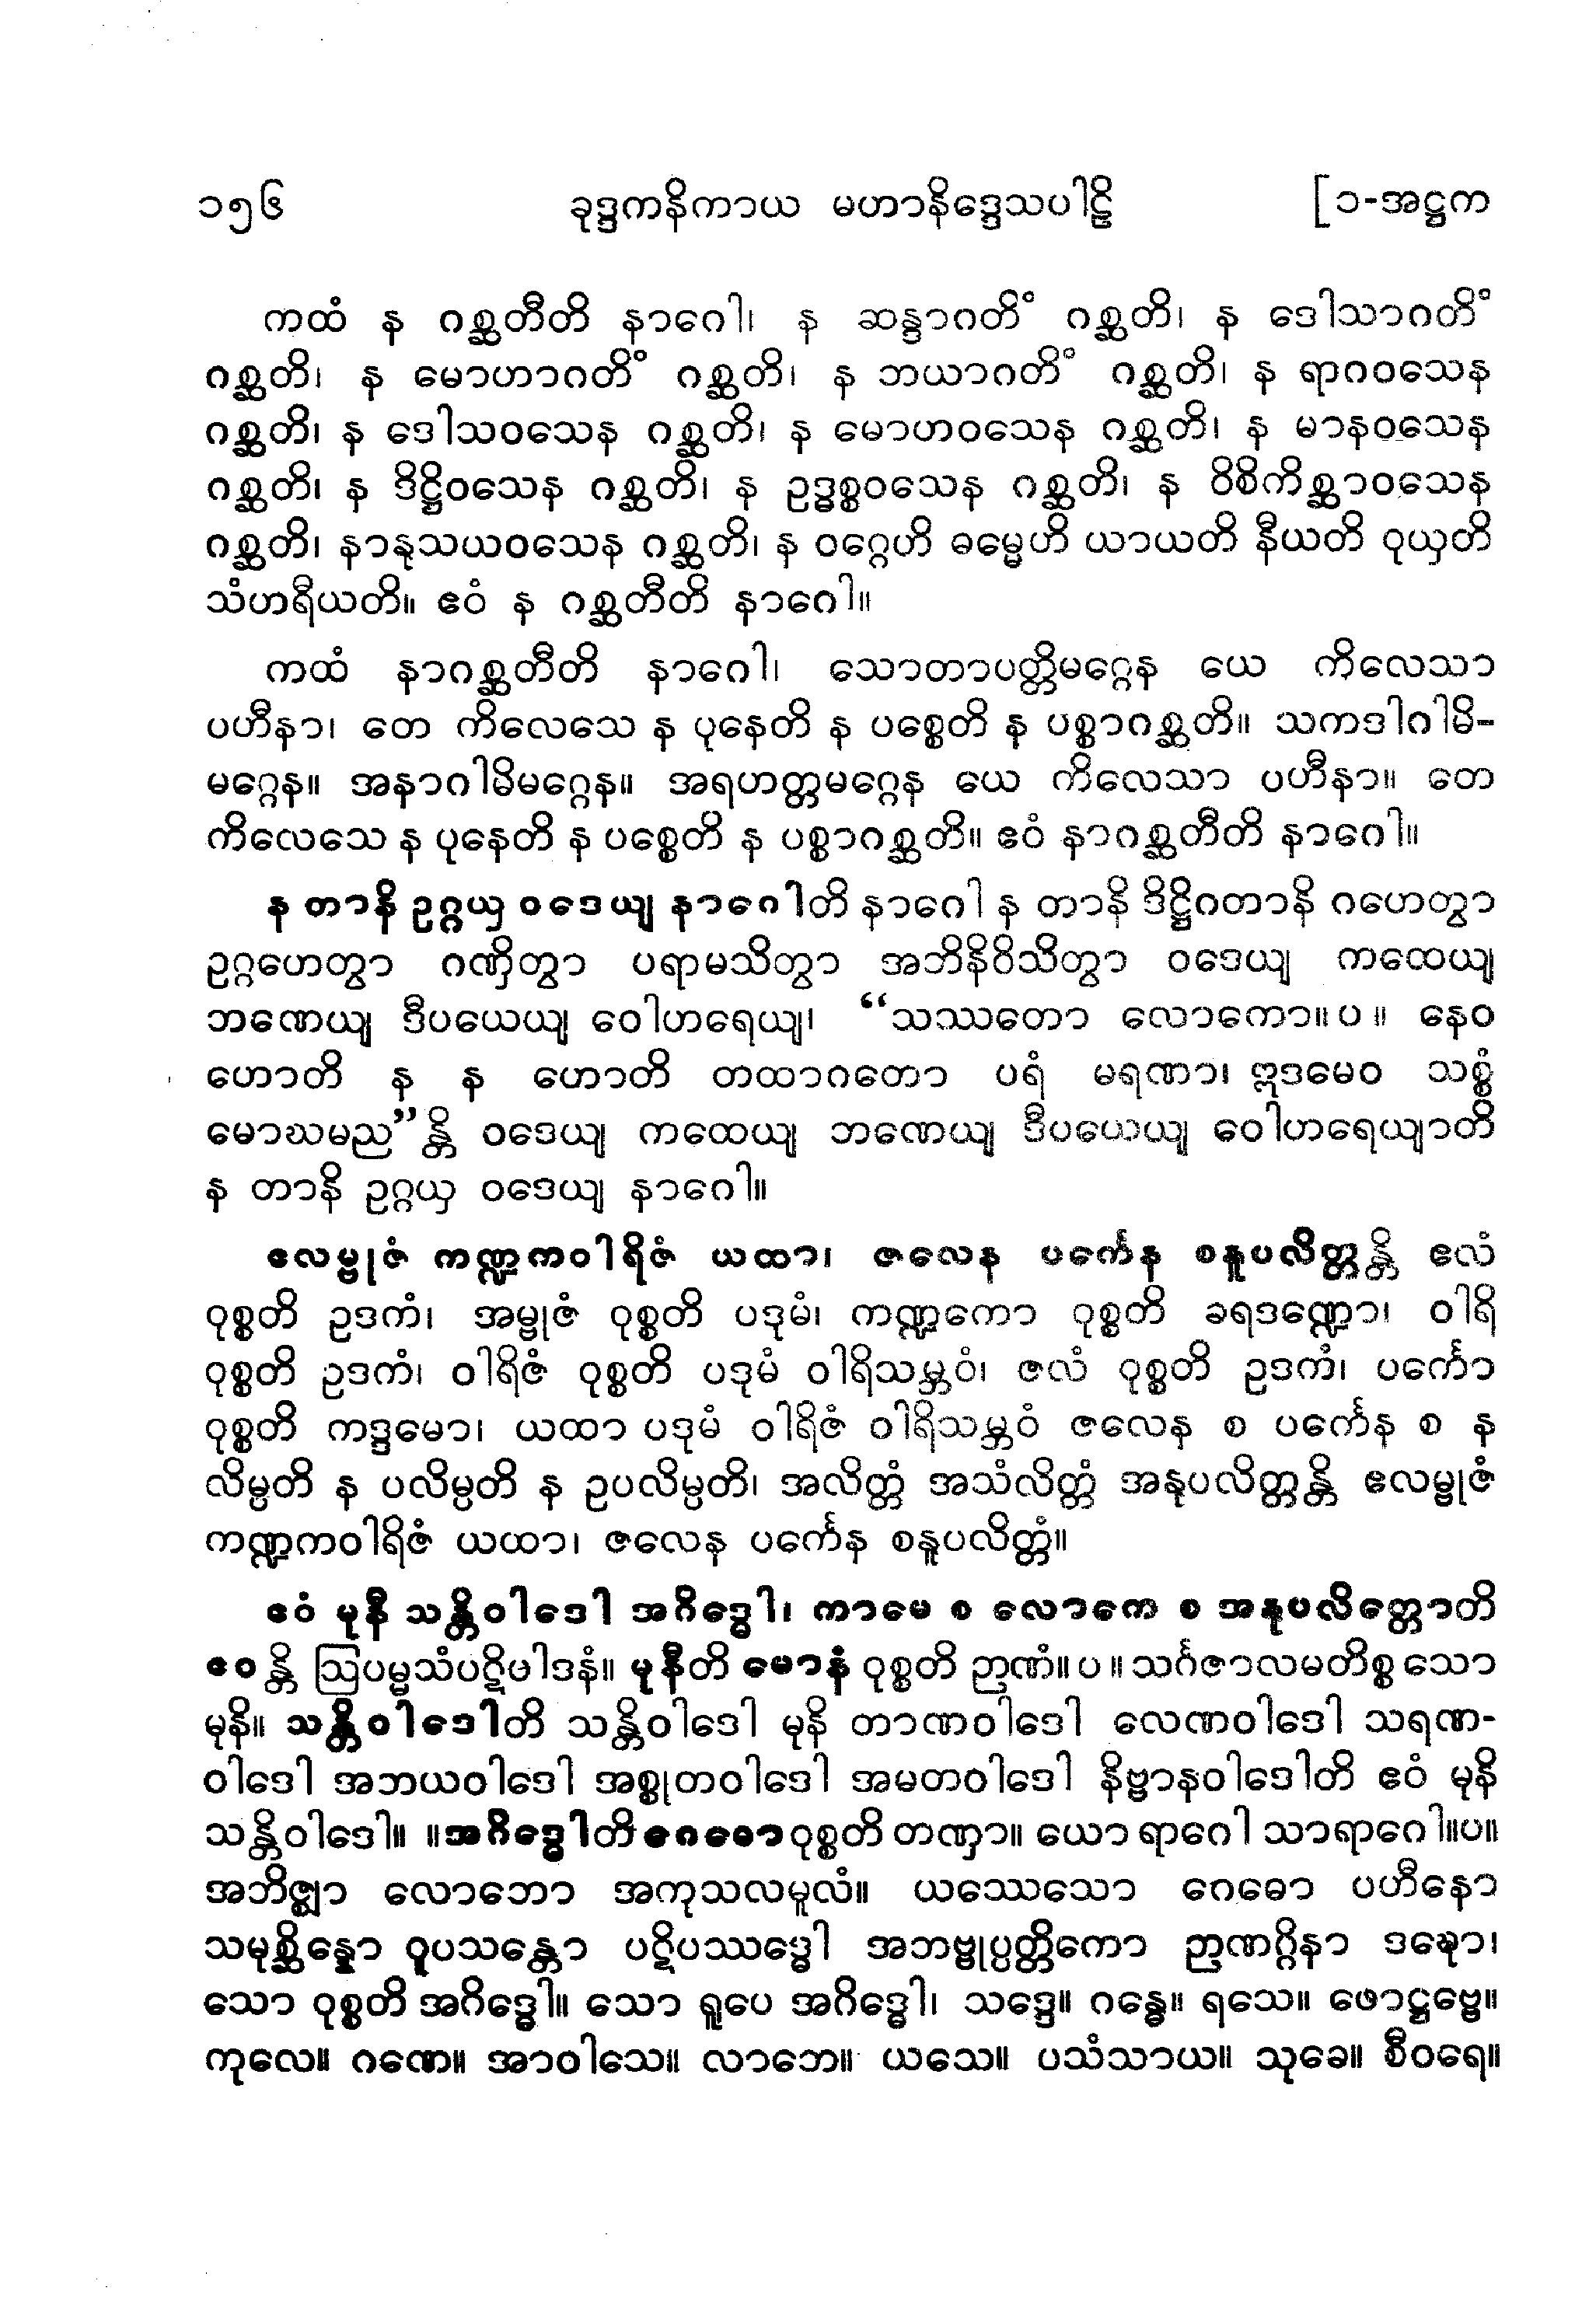 ၁၅၆ ခုဒ္ဒကနိကာယ မဟာနိဒ္ဒေသပါဠိ [၁-အဋ္ဌက
ကထံ န ဂစ္ဆတီတိ နာဂေါ၊ န ဆန္ဒာဂတိံ ဂစ္ဆတိ၊ န ဒေါသာဂတိံ
ဂစ္ဆတိ၊ န မောဟာဂတိံ ဂစ္ဆတိ၊ န ဘယာဂတိံ ဂစ္ဆတိ၊ န ရာဂဝသေန
ဂစ္ဆတိ၊ န ဒေါသဝသေန ဂစ္ဆတိ၊ န မောဟဝသေန ဂစ္ဆတိ၊ န မာနဝသေန
ဂစ္ဆတိ၊ န ဒိဋ္ဌိဝသေန ဂစ္ဆတိ၊ န ဥဒ္ဓစ္စဝသေန ဂစ္ဆတိ၊ န ဝိစိကိစ္ဆာဝသေန
ဂစ္ဆတိ၊ နာနုသယဝသေန ဂစ္ဆတိ၊ န ဝဂ္ဂေဟိ ဓမ္မေဟိ ယာယတိ နီယတိ ဝုယှတိ
သံဟရီယတိ။ ဧဝံ န ဂစ္ဆတီတိ နာဂေါ။
ကထံ နာဂစ္ဆတီတိ နာဂေါ၊ သောတာပတ္တိမဂ္ဂေန ယေ ကိလေသာ
ပဟီနာ၊ တေ ကိလေသေ န ပုနေတိ န ပစ္စေတိ န ပစ္စာဂစ္ဆတိ။ သကဒါဂါမိ-
မဂ္ဂေန။ အနာဂါမိမဂ္ဂေန။ အရဟတ္တမဂ္ဂေန ယေ ကိလေသာ ပဟီနာ။ တေ
ကိလေသေ န ပုနေတိ န ပစ္စေတိ န ပစ္စာဂစ္ဆတိ။ ဧဝံ နာဂစ္ဆတီတိ နာဂေါ။
န တာနိ ဥဂ္ဂယှ ဝဒေယျ နာဂေါတိ နာဂေါ န တာနိ ဒိဋ္ဌိဂတာနိ ဂဟေတွာ
ဥဂ္ဂဟေတွာ ဂဏှိတွာ ပရာမသိတွာ အဘိနိဝိသိတွာ ဝဒေယျ ကထေယျ
ဘဏေယျ ဒီပယေယျ ဝေါဟရေယျ၊ “သဿတော လောကော။ပ။ နေဝ
ဟောတိ န န ဟောတိ တထာဂတော ပရံ မရဏာ၊ ဣဒမေဝ သစ္စံ
မောဃမည”န္တိ ဝဒေယျ ကထေယျ ဘဏေယျ ဒီပယေယျ ဝေါဟရေယျာတိ
န တာနိ ဥဂ္ဂယှ ဝဒေယျ နာဂေါ။
ဧလမ္ဗုဇံ ကဏ္ဍကဝါရိဇံ ယထာ၊ ဇလေန ပင်္ကေန စနူပလိတ္တန္တိ ဧလံ
ဝုစ္စတိ ဥဒကံ၊ အမ္ဗုဇံ ဝုစ္စတိ ပဒုမံ၊ ကဏ္ဍကော ဝုစ္စတိ ခရဒဏ္ဍော၊ ဝါရိ
ဝုစ္စတိ ဥဒကံ၊ ဝါရိဇံ ဝုစ္စတိ ပဒုမံ ဝါရိသမ္ဘဝံ၊ ဇလံ ဝုစ္စတိ ဥဒကံ၊ ပင်္ကော
ဝုစ္စတိ ကဒ္ဒမော၊ ယထာ ပဒုမံ ဝါရိဇံ ဝါရိသမ္ဘဝံ ဇလေန စ ပင်္ကေန စ န
လိမ္ပတိ န ပလိမ္ပတိ န ဥပလိမ္ပတိ၊ အလိတ္တံ အသံလိတ္တံ အနုပလိတ္တန္တိ ဧလမ္ဗုဇံ
ကဏ္ဍကဝါရိဇံ ယထာ၊ ဇလေန ပင်္ကေန စနူပလိတ္တံ။
ဧဝံ မုနီ သန္တိဝါဒေါ အဂိဒ္ဓေါ၊ ကာမေ စ လောကေ စ အနူပလိတ္တောတိ
ဧဝန္တိ ဩပမ္မသံပဋိပါဒနံ။ မုနီတိ မောနံ ဝုစ္စတိ ဉာဏံ။ပ။သင်္ဂဇာလမတိစ္စ သော
မုနိ။ သန္တိဝါဒေါတိ သန္တိဝါဒေါ မုနိ တာဏဝါဒေါ လေဏဝါဒေါ သရဏ-
ဝါဒေါ အဘယဝါဒေါ အစ္စုတဝါဒေါ အမတဝါဒေါ နိဗ္ဗာနဝါဒေါတိ ဧဝံ မုနိ
သန္တိဝါဒေါ။ ။အဂိဒ္ဓေါတိ ဂေဓော ဝုစ္စတိ တဏှာ။ ယော ရာဂေါ သာရာဂေါ။ပ။
အဘိဇ္ဈာ လောဘော အကုသလမူလံ။ ယဿေသော ဂေဓော ပဟီနော
သမုစ္ဆိန္နော ဝူပသန္တော ပဋိပဿဒ္ဓေါ အဘဗ္ဗုပ္ပတ္တိကော ဉာဏဂ္ဂိနာ ဒဍ္ဎော၊
သော ဝုစ္စတိ အဂိဒ္ဓေါ။ သော ရူပေ အဂိဒ္ဓေါ၊ သဒ္ဒေ။ ဂန္ဓေ။ ရသေ။ ဖောဋ္ဌဗ္ဗေ။
ကုလေ။ ဂဏေ။ အာဝါသေ။ လာဘေ။ ယသေ။ ပသံသာယ။ သုခေ။ စီဝရေ။